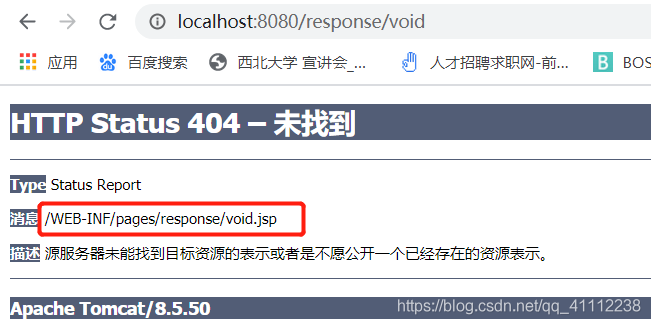 localhost:8080/response/void
应用 百度搜索 西北大学 宣讲会_... 人才招聘求职网-前... B BOS
HTTP Status 404 – 未找到
Type Status Report
消息 /WEB-INF/pages/response/void.jsp
描述 源服务器未能找到目标资源的表示或者是不愿公开一个已经存在的资源表示。
Apache Tomcat/8.5.50
https://blog.csdn.net/qq_41112238